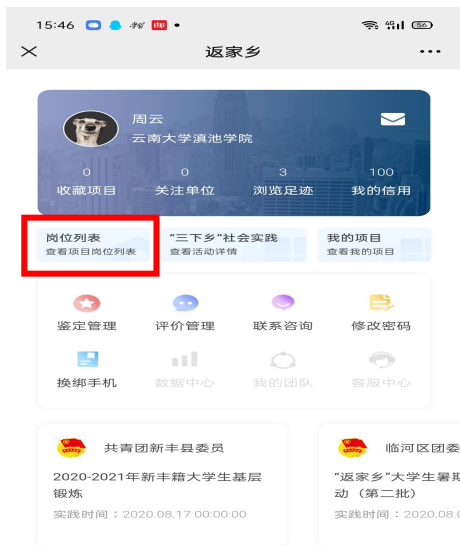 15:46
56
返家乡
周云
云南大学滇池学院
0 0 3 100
收藏项目 关注单位 浏览足迹 我的信用
岗位列表 “三下乡”社会实践 我的项目
查看项目岗位列表 查看活动详情 查看我的项目
鉴定管理 评价管理 联系咨询 修改密码
换绑手机 数据中心 我的团队 客服中心
共青团新丰县委员 临河区团委
2020-2021年新丰籍大学生基层 “返家乡”大学生暑期
锻炼 动（第二批）
实践时间：2020.08.17 00:00:00 实践时间：2020.08.0